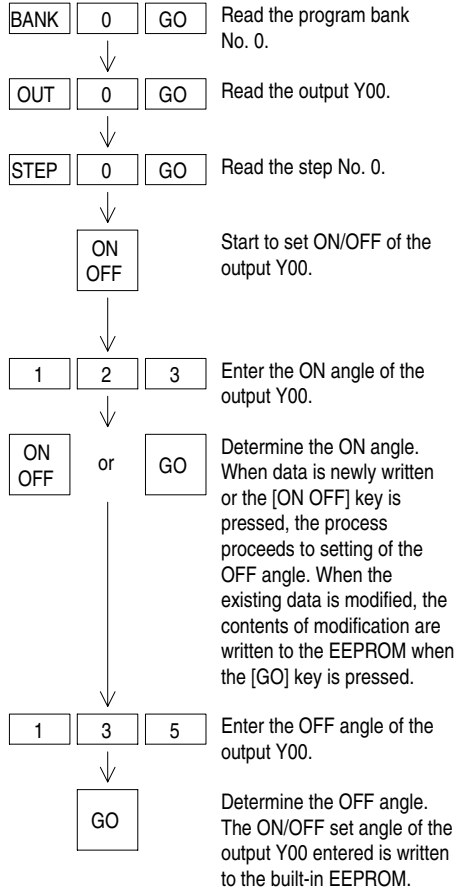 BANK 0 GO Read the program bank
No. 0.
OUT 0 GO Read the output Y00.
STEP 0 GO Read the step No. 0.
ON
OFF
Start to set ON/OFF of the
output Y00.
1 2 3 Enter the ON angle of the
output Y00.
ON
OFF
or
GO
Determine the ON angle.
When data is newly written
or the [ON OFF] key is
pressed, the process
proceeds to setting of the
OFF angle. When the
existing data is modified, the
contents of modification are
written to the EEPROM when
the [GO] key is pressed.
1 3 5 Enter the OFF angle of the
output Y00.
GO
Determine the OFF angle.
The ON/OFF set angle of the
output Y00 entered is written
to the built-in EEPROM.